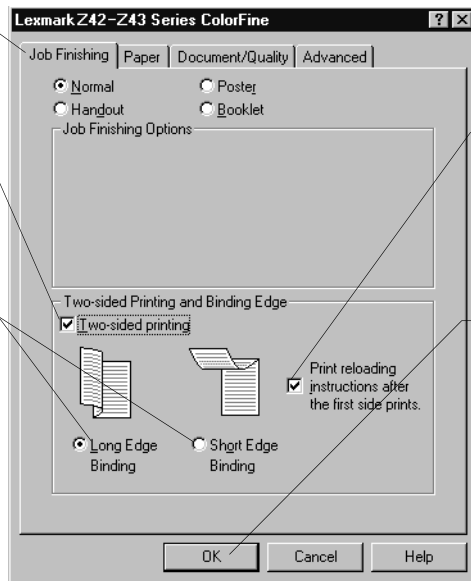 Lexmark Z42-Z43 Series ColorFine
Job Finishing Paper Document/Quality Advanced
Normal Poster
Handout Booklet
Job Finishing Options
Two-sided Printing and Binding Edge
Two-sided printing
Print reloading
instructions after
the first side prints.
Long Edge
Binding
Short Edge
Binding
OK Cancel Help